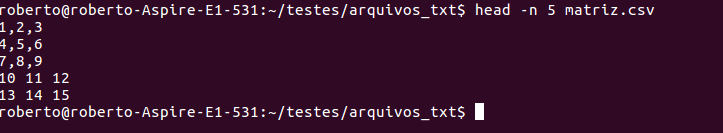 roberto@roberto-Aspire-E1-531:~/testes/arquivos_txt$ head -n 5 matriz.csv
1,2,3
4,5,6
7,8,9
10 11 12
13 14 15
roberto@roberto-Aspire-E1-531:~/testes/arquivos_txt$